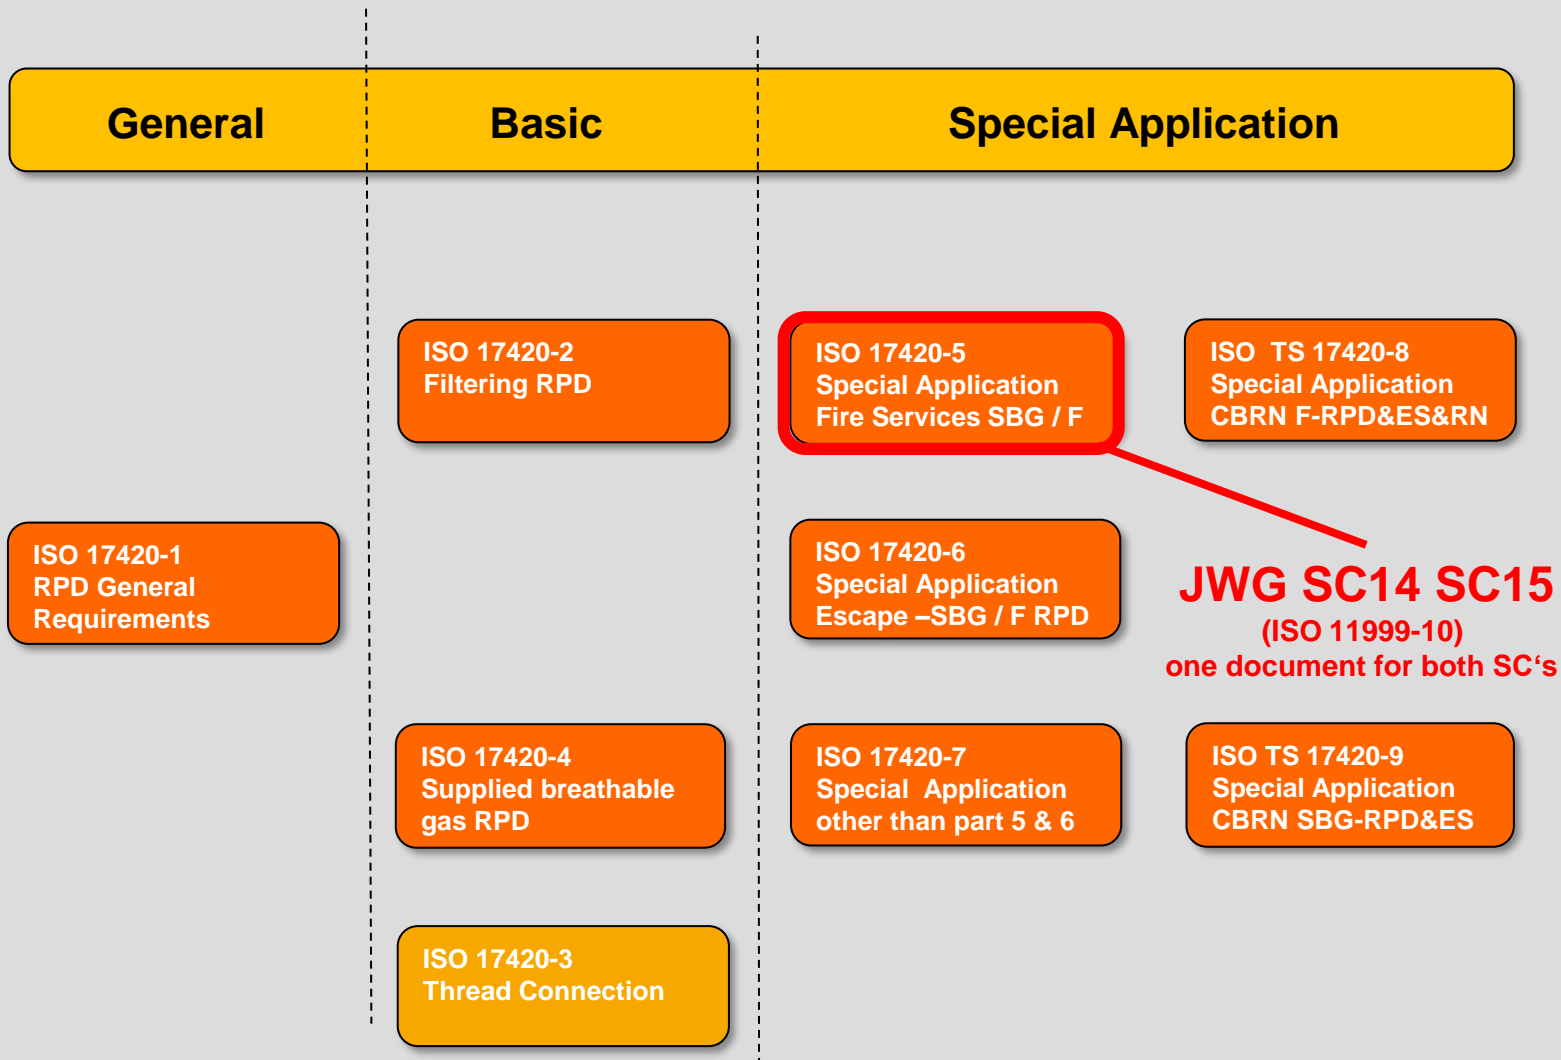 General
Basic
Special Application
ISO 17420-2
Filtering RPD
ISO 17420-5
Special Application
Fire Services SBG / F
ISO  TS 17420-8
Special Application
CBRN F-RPD&ES&RN
ISO 17420-1
RPD General
Requirements
ISO 17420-6
Special Application
Escape –SBG / F RPD
JWG SC14 SC15
(ISO 11999-10)
one document for both SC‘s
ISO 17420-4
Supplied breathable
gas RPD
ISO 17420-7
Special  Application
other than part 5 & 6
ISO TS 17420-9
Special Application
CBRN SBG-RPD&ES
ISO 17420-3
Thread Connection